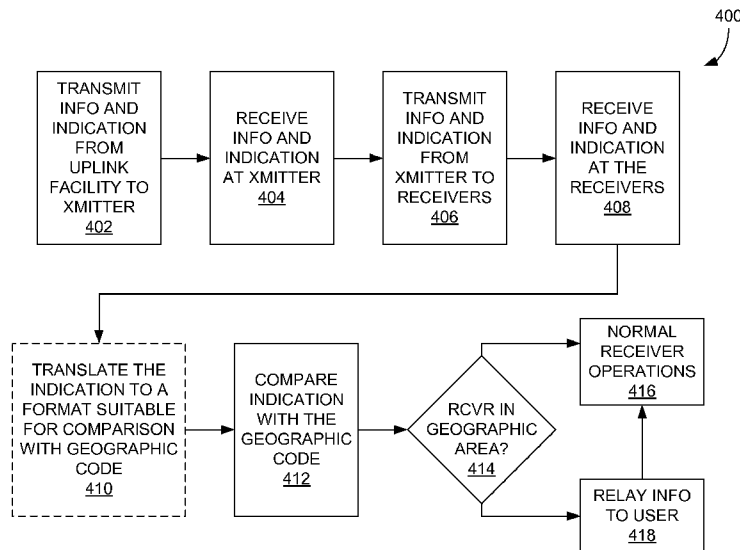 400
TRANSMIT
INFO AND
INDICATION
FROM
UPLINK
FACILITY TO
XMITTER
402
RECEIVE
INFO AND
INDICATION
AT XMITTER
404
TRANSMIT
INFO AND
INDICATION
FROM
XMITTER TO
RECEIVERS
406
RECEIVE
INFO AND
INDICATION
AT THE
RECEIVERS
408
TRANSLATE THE
INDICATION TO A
FORMAT SUITABLE
FOR COMPARISON
WITH GEOGRAPHIC
CODE
410
COMPARE
INDICATION
WITH THE
GEOGRAPHIC
CODE
412
RCVR IN
GEOGRAPHIC
AREA?
414
NORMAL
RECEIVER
OPERATIONS
416
RELAY INFO
TO USER
418